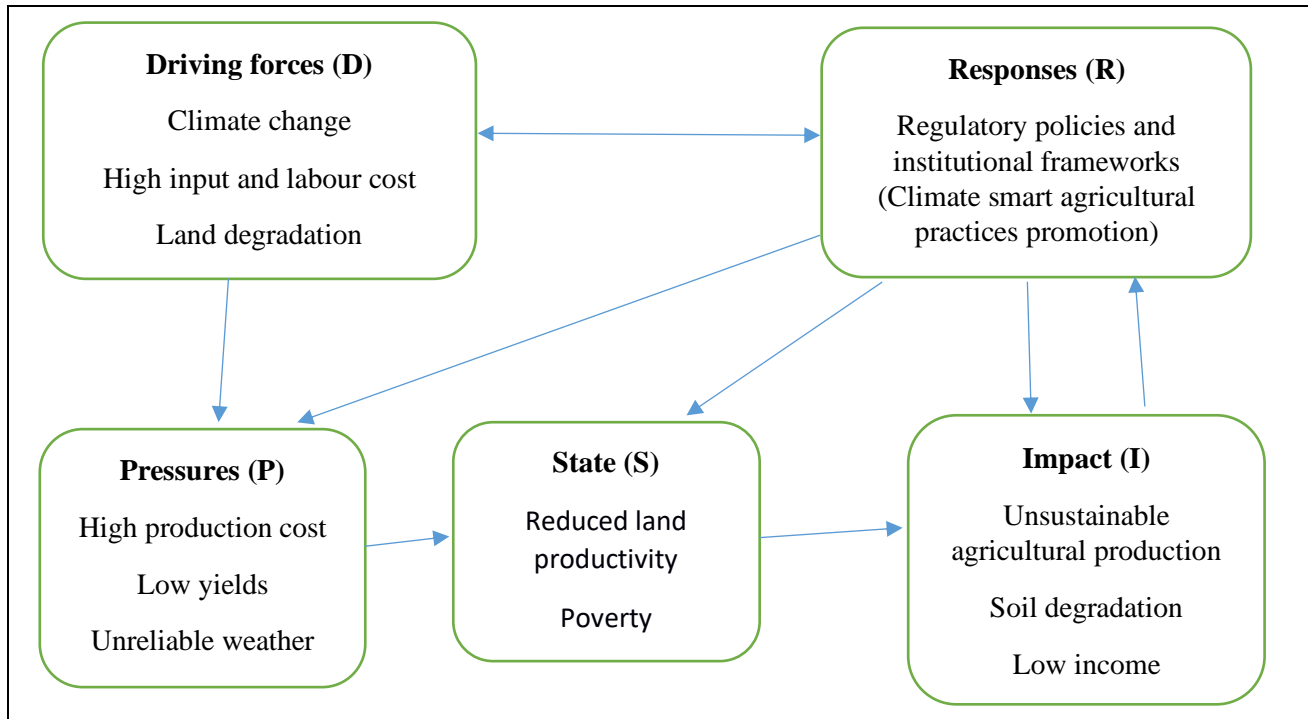 Driving forces (D)
Climate change
High input and labour cost
Land degradation
Responses (R)
Regulatory policies and
institutional frameworks
(Climate smart agricultural
practices promotion)
Pressures (P)
High production cost
Low yields
Unreliable weather
State (S)
Reduced land
productivity
Poverty
Impact (I)
Unsustainable
agricultural production
Soil degradation
Low income